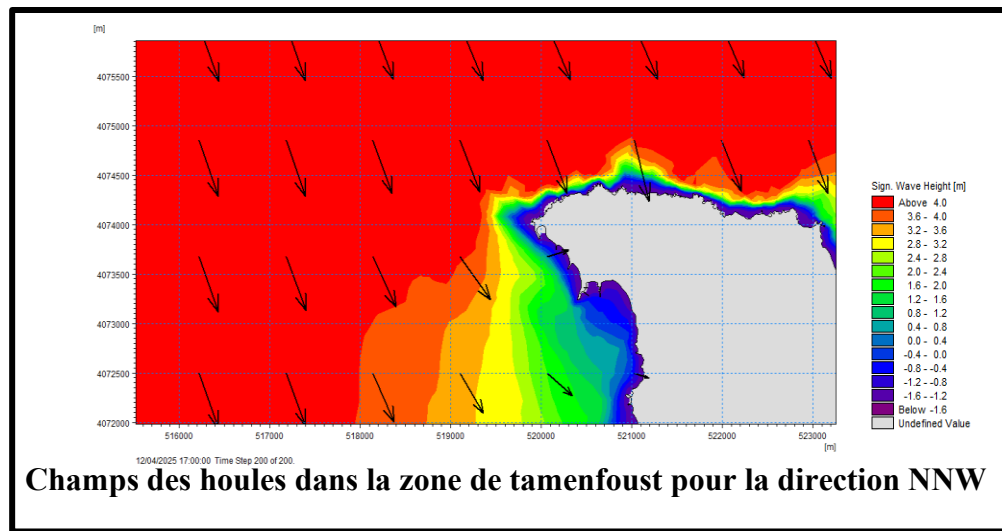 [m]
4075500
4075000
4074500
4074000
4073500
4073000
4072500
4072000
516000 517000 518000 519000 520000 521000 522000 523000
[m]
Sign. Wave Height [m]
Above 4.0
3.6 - 4.0
3.2 - 3.6
2.8 - 3.2
2.4 - 2.8
2.0 - 2.4
1.6 - 2.0
1.2 - 1.6
0.8 - 1.2
0.4 - 0.8
0.0 - 0.4
-0.4 - 0.0
-0.8 - -0.4
-1.2 - -0.8
-1.6 - -1.2
Below -1.6
Undefined Value
12/04/2025 17:00:00 Time Step 200 of 200.
Champs des houles dans la zone de tamenfoust pour la direction NNW